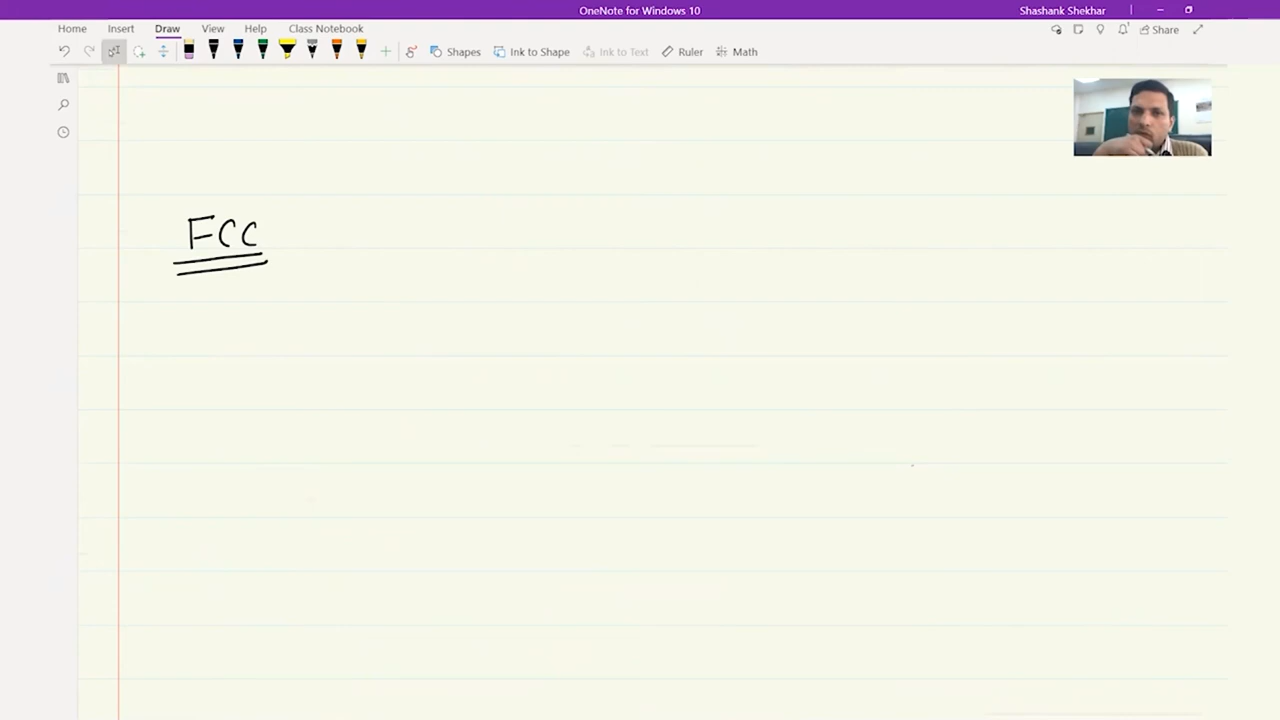 OneNote for Windows 10
Shashank Shekhar
Home Insert Draw View Help Class Notebook
Share
Shapes Ink to Shape Ink to Text Ruler Math
FCC